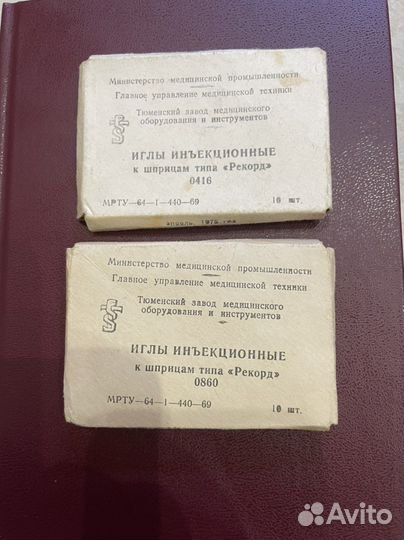 Министерство медицинской промышленности
Главное управление медицинской техники
Тюменский завод медицинского
оборудования и инструментов
ИГЛЫ ИНЪЕКЦИОННЫЕ
к шприцам типа «Рекорд»
0416
МРТУ—64—1—440—69 10 шт.
апрель 1975
Министерство медицинской промышленности
Главное управление медицинской техники
Тюменский завод медицинского
оборудования и инструментов
ИГЛЫ ИНЪЕКЦИОННЫЕ
к шприцам типа «Рекорд»
0860
МРТУ—64—1—440—69 10 шт.
Avito